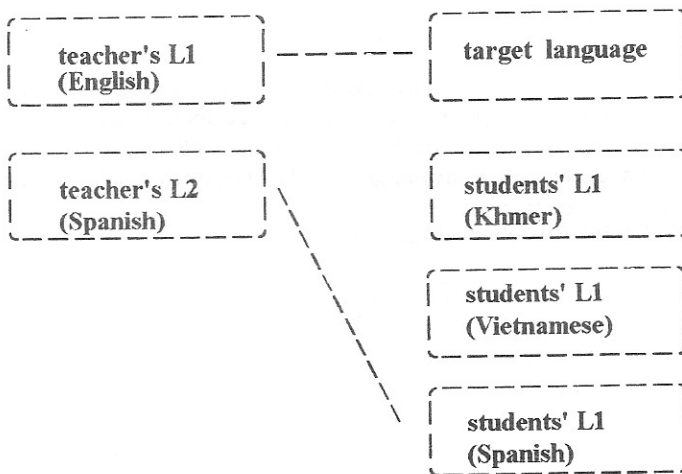 teacher's L1
(English)
target language
teacher's L2
(Spanish)
students' L1
(Khmer)
students' L1
(Vietnamese)
students' L1
(Spanish)